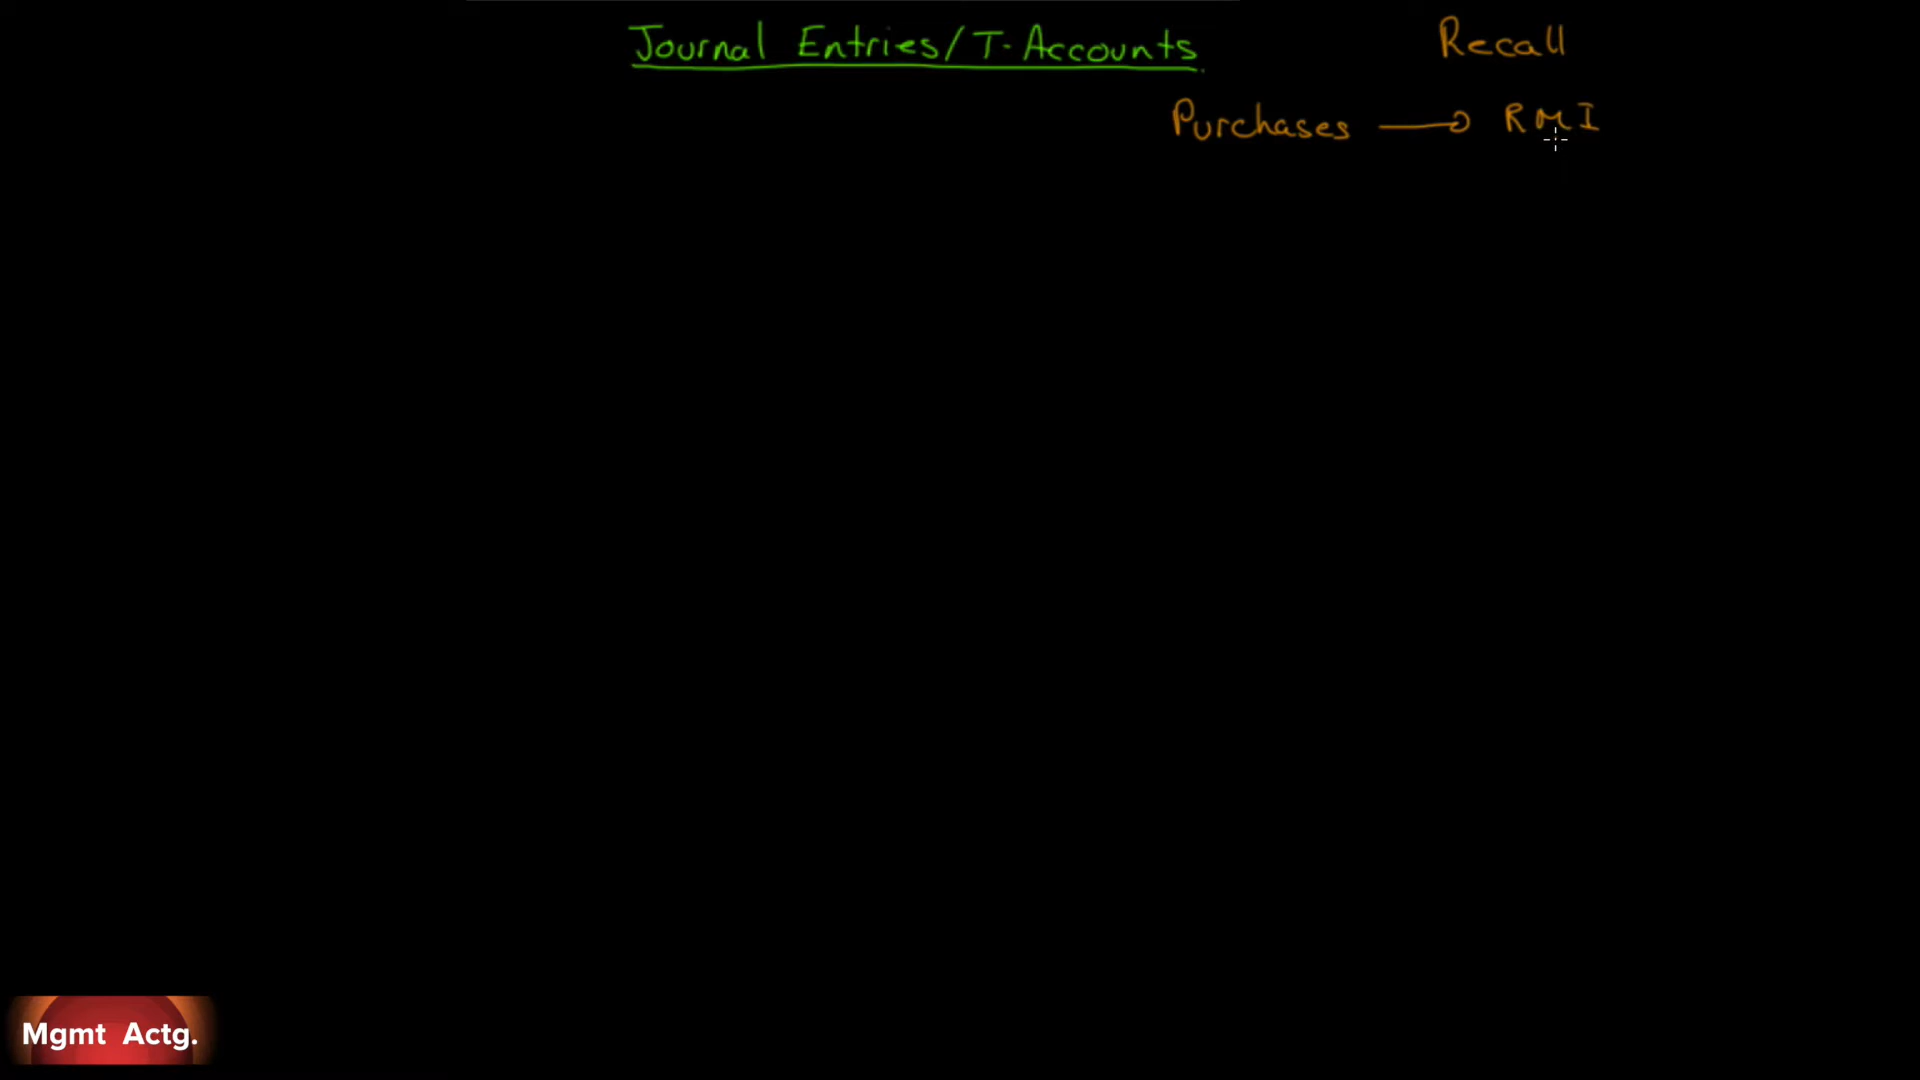 Journal Entries/T-Accounts
Recall
Purchases → RMI
Mgmt Actg.